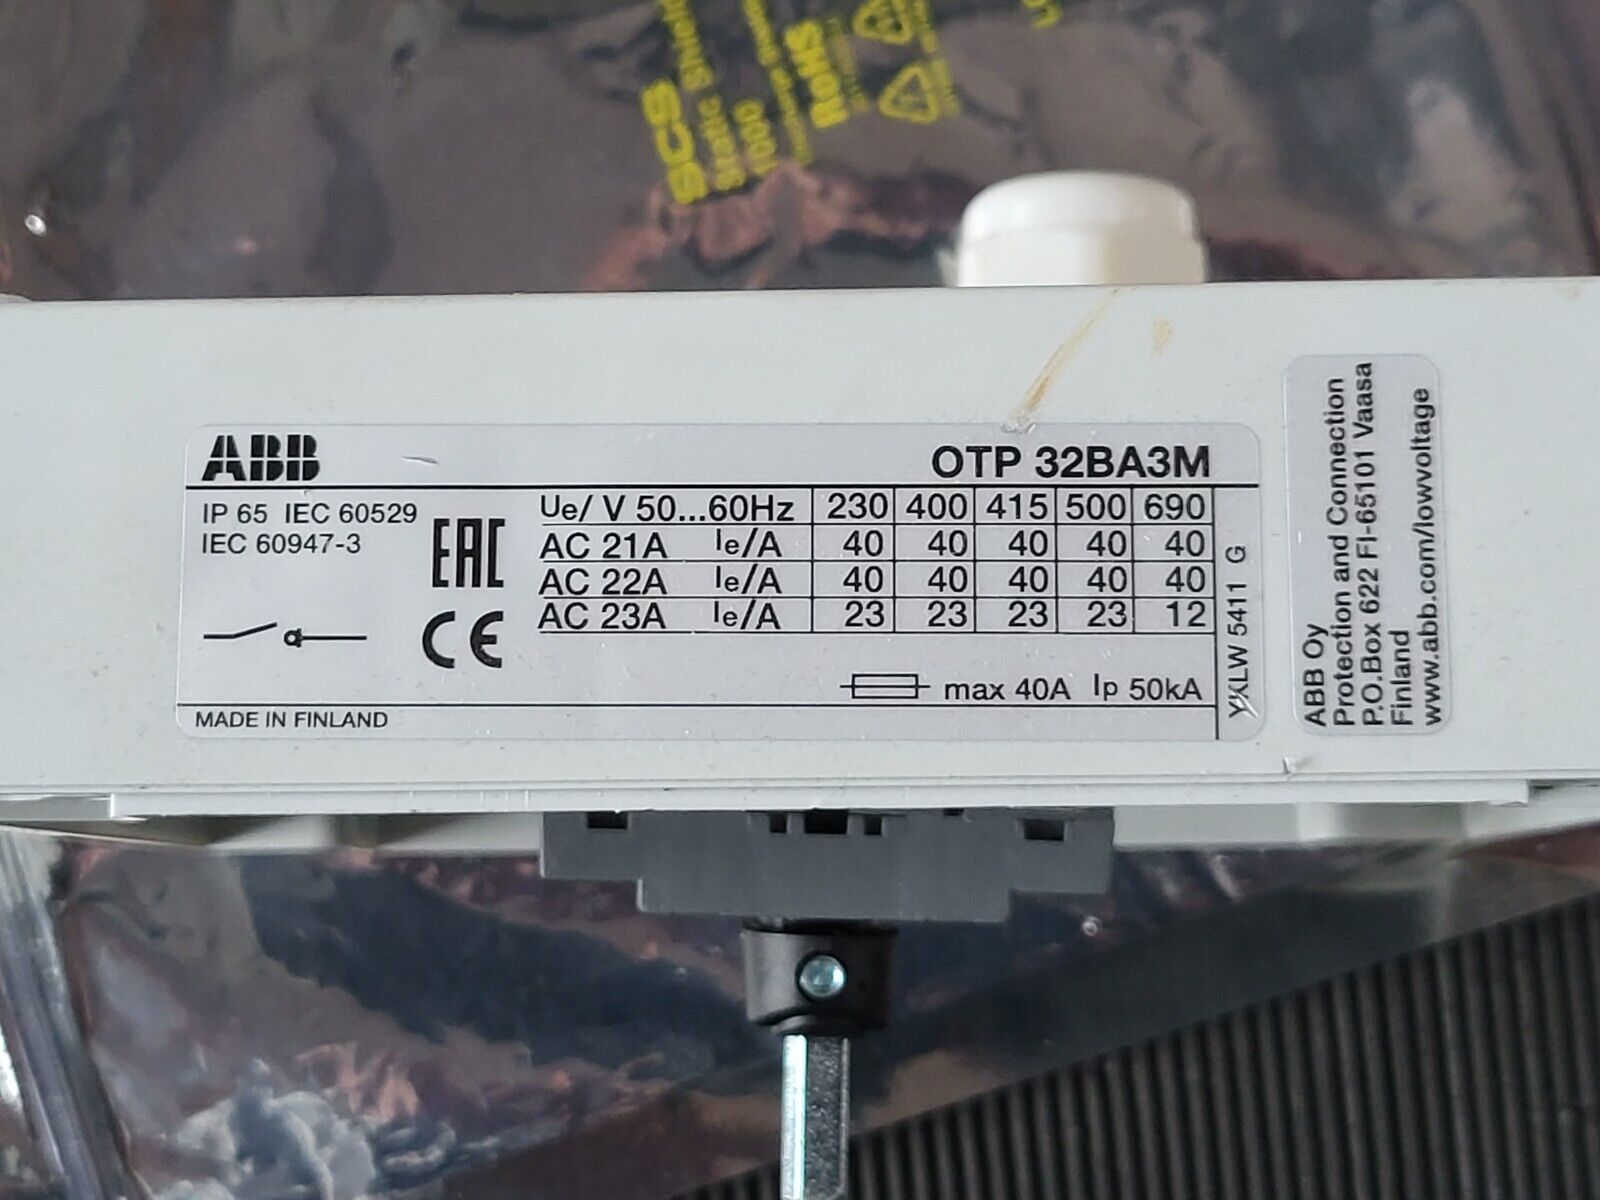 SCS
Static Shield
1000
RoHS
ABB
OTP 32BA3M
IP 65 IEC 60529
IEC 60947-3
EAC
CE
Ue/ V 50...60Hz 230 400 415 500 690
AC 21A Ie/A 40 40 40 40 40
AC 22A Ie/A 40 40 40 40 40
AC 23A Ie/A 23 23 23 23 12
max 40A Ip 50kA
MADE IN FINLAND
YXLW 5411 G
ABB Oy
Protection and Connection
P.O.Box 622 FI-65101 Vaasa
Finland
www.abb.com/lowvoltage